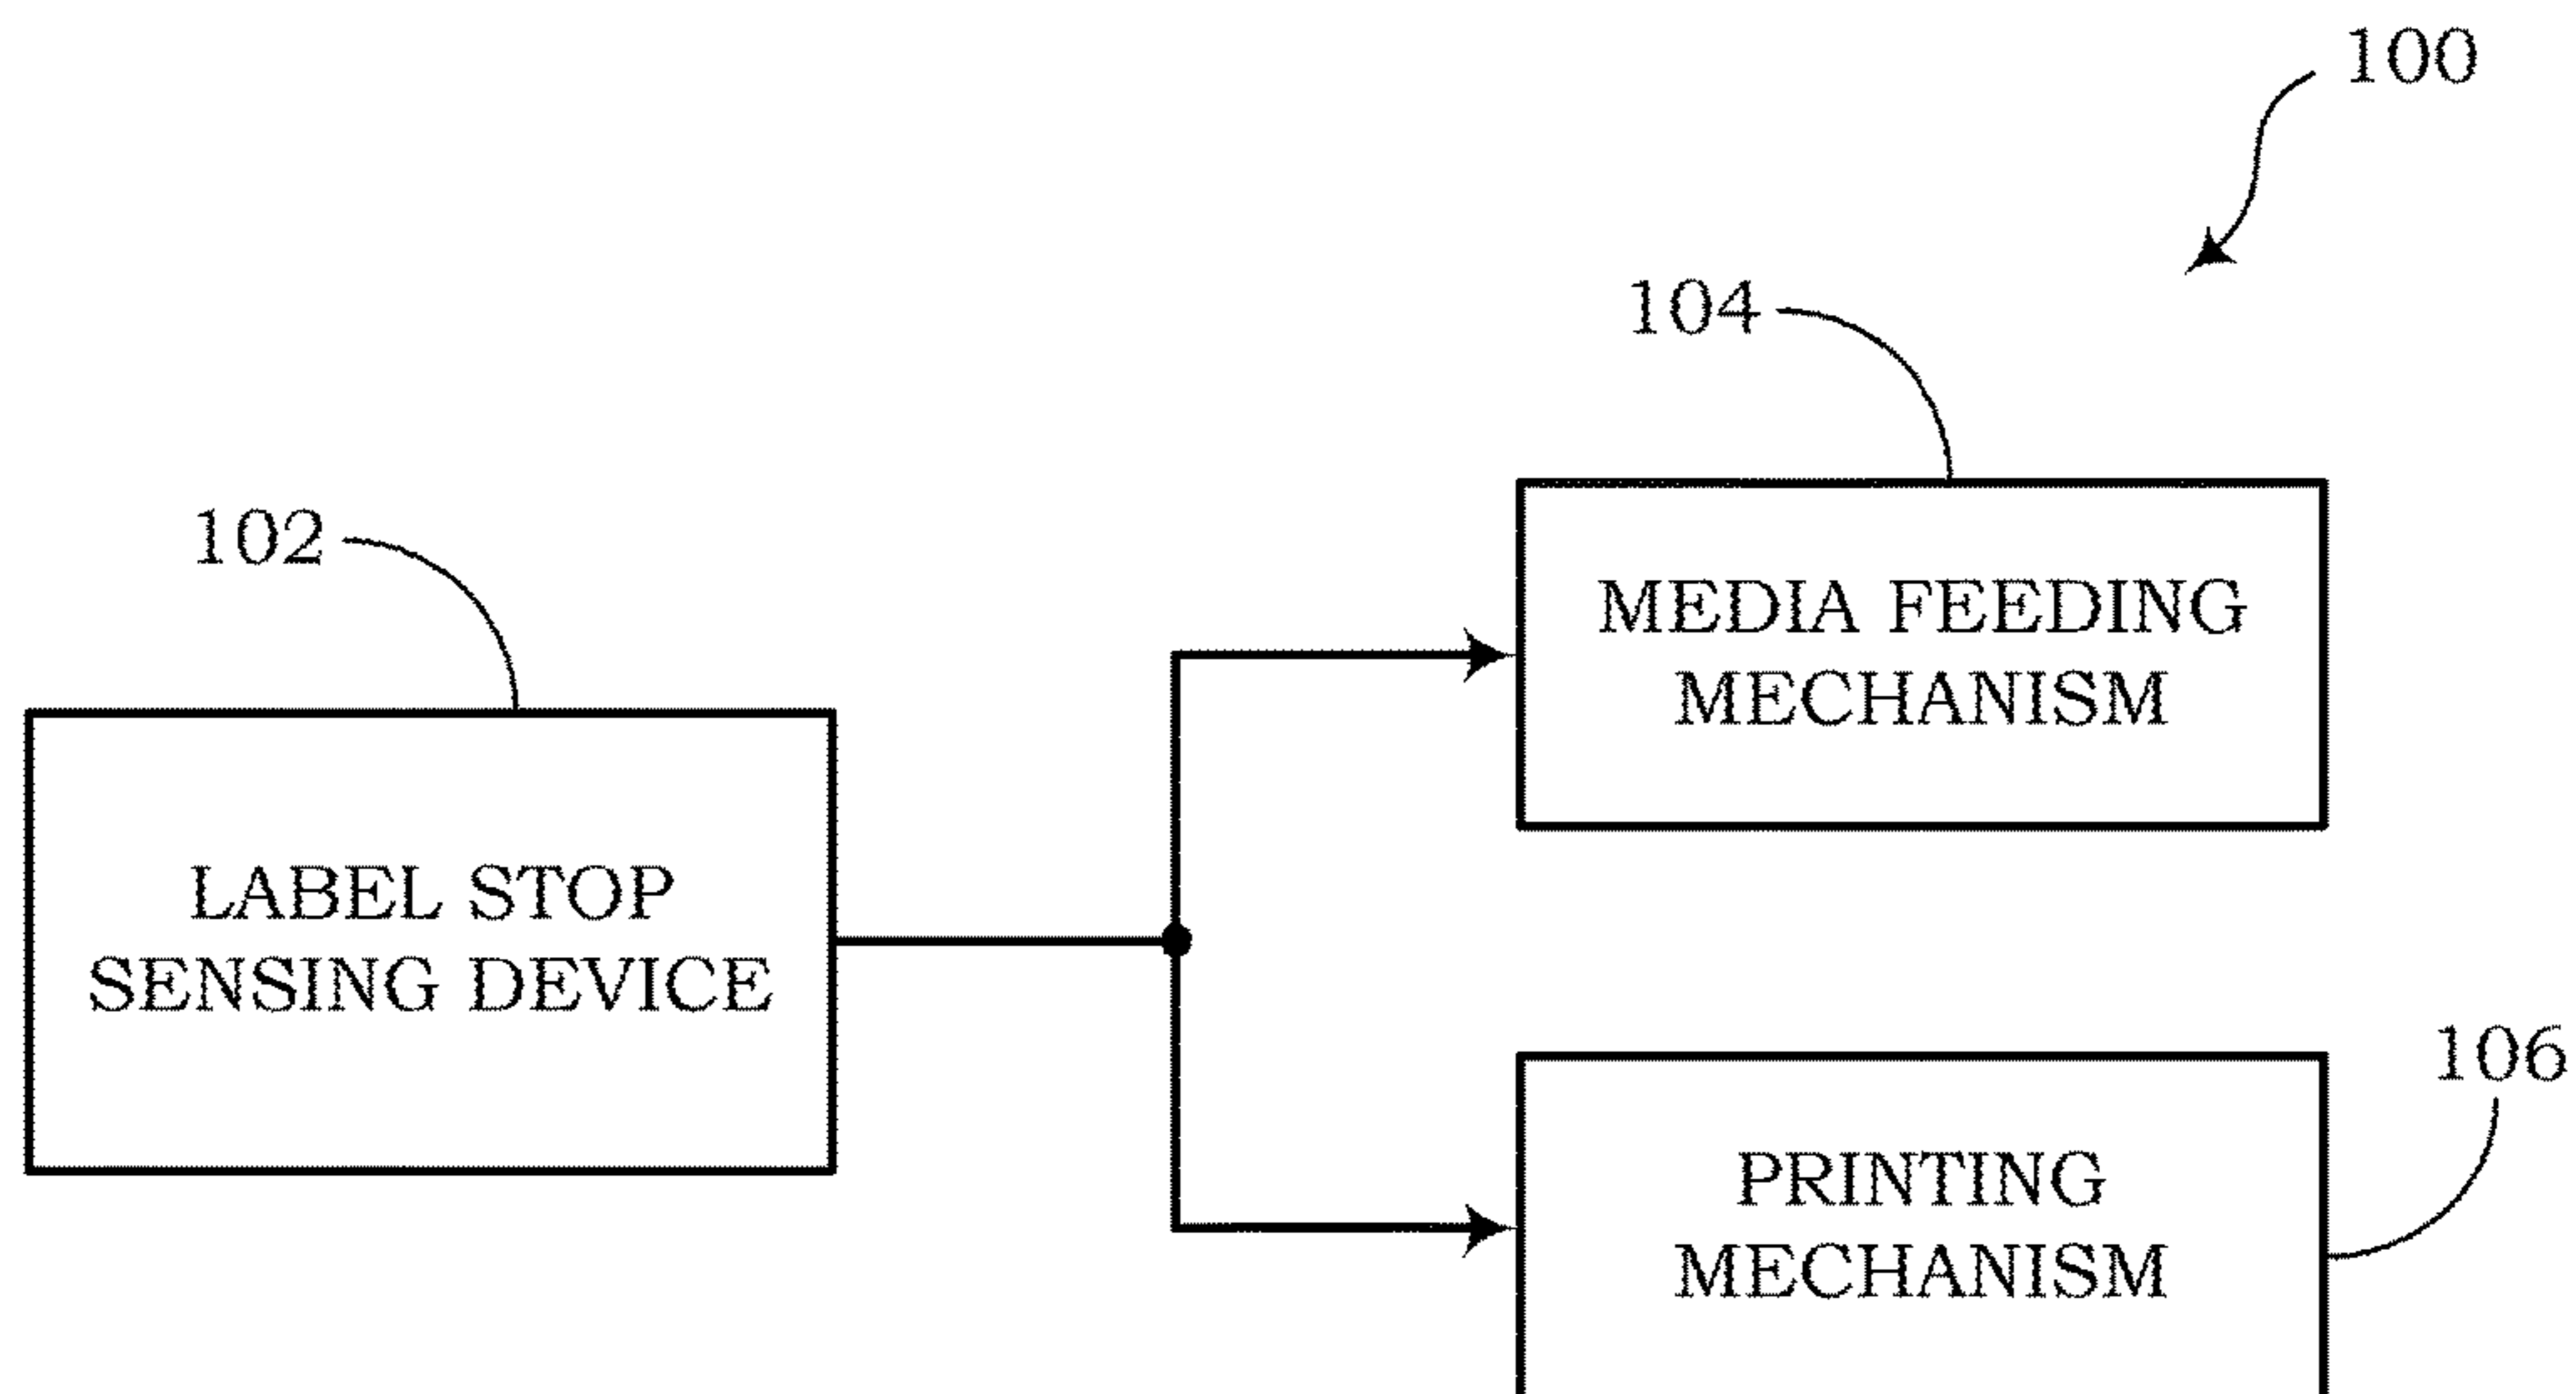 100
104
102
MEDIA FEEDING
MECHANISM
LABEL STOP
SENSING DEVICE
106
PRINTING
MECHANISM